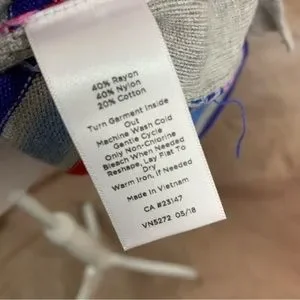 40% Rayon
40% Nylon
20% Cotton
Turn Garment Inside
Out
Machine Wash Cold
Gentle Cycle
Only Non-Chlorine
Bleach When Needed
Reshape, Lay Flat To
Dry
Warm Iron, If Needed
Made In Vietnam
CA #23147
VN5272 05/18